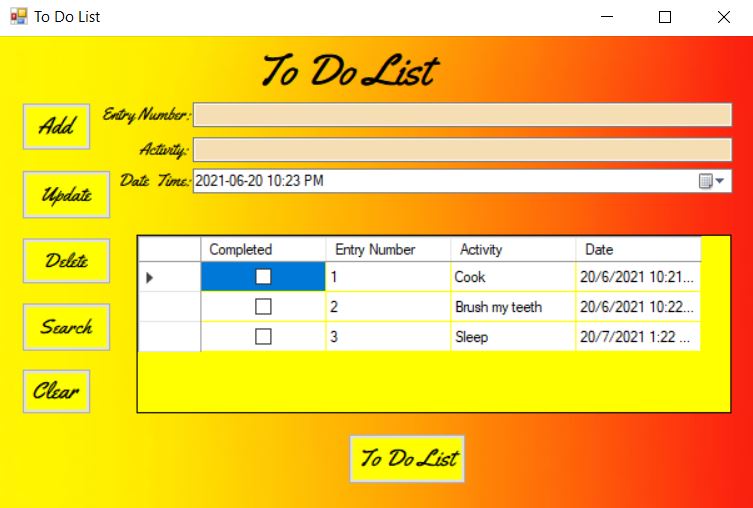 To Do List
To Do List
Add
Entry Number:
Activity:
Update
Date Time: 2021-06-20 10:23 PM
Delete
Completed Entry Number Activity Date
1 Cook 20/6/2021 10:21...
2 Brush my teeth 20/6/2021 10:22...
3 Sleep 20/7/2021 1:22 ...
Search
Clear
To Do List